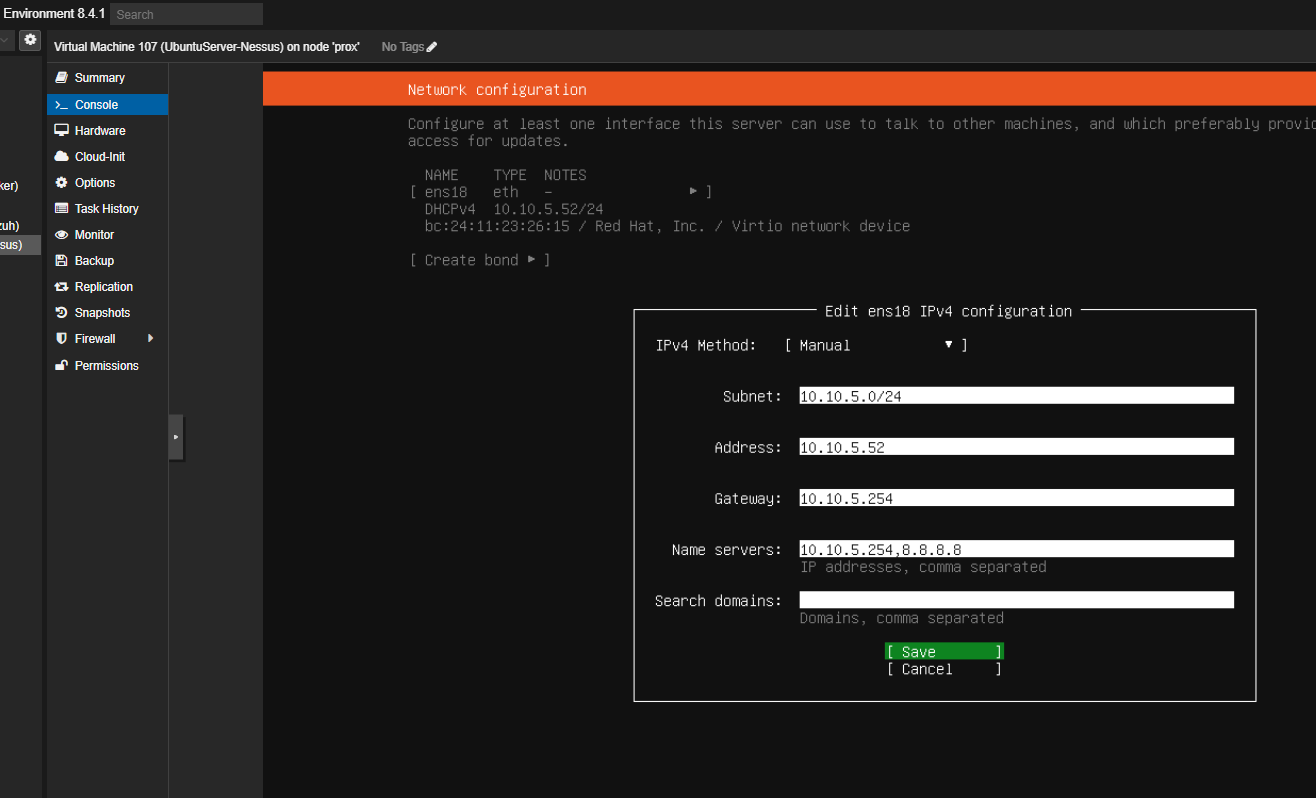 Environment 8.4.1 Search
Virtual Machine 107 (UbuntuServer-Nessus) on node 'prox' No Tags
Summary
Console
Hardware
Cloud-Init
Options
Task History
Monitor
Backup
Replication
Snapshots
Firewall
Permissions
ker)
zuh)
sus)
Network configuration
Configure at least one interface this server can use to talk to other machines, and which preferably provid
access for updates.
NAME TYPE NOTES
[ ens18 eth – ▸ ]
DHCPv4 10.10.5.52/24
bc:24:11:23:26:15 / Red Hat, Inc. / Virtio network device
[ Create bond ▸ ]
Edit ens18 IPv4 configuration
IPv4 Method: [ Manual ▾ ]
Subnet: 10.10.5.0/24
Address: 10.10.5.52
Gateway: 10.10.5.254
Name servers: 10.10.5.254,8.8.8.8
IP addresses, comma separated
Search domains:
Domains, comma separated
[ Save ]
[ Cancel ]